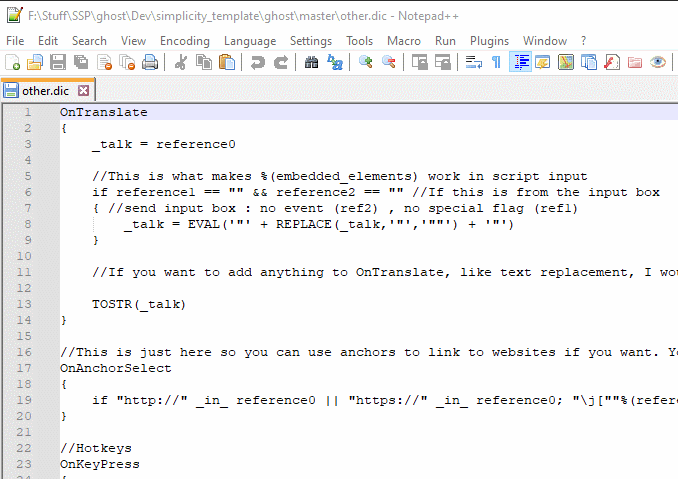 F:\Stuff\SSP\ghost\Dev\simplicity_template\ghost\master\other.dic - Notepad++
File Edit Search View Encoding Language Settings Tools Macro Run Plugins Window ?
other.dic
1 OnTranslate
2 {
3 _talk = reference0
4
5 //This is what makes %(embedded_elements) work in script input
6 if reference1 == "" && reference2 == "" //If this is from the input box
7 { //send input box : no event (ref2) , no special flag (ref1)
8 _talk = EVAL('"' + REPLACE(_talk,'"','""') + '"')
9 }
10
11 //If you want to add anything to OnTranslate, like text replacement, I wou
12
13 TOSTR(_talk)
14 }
15
16 //This is just here so you can use anchors to link to websites if you want. Yo
17 OnAnchorSelect
18 {
19 if "http://" _in_ reference0 || "https://" _in_ reference0; "\j[""%(refere
20 }
21
22 //Hotkeys
23 OnKeyPress
24 {